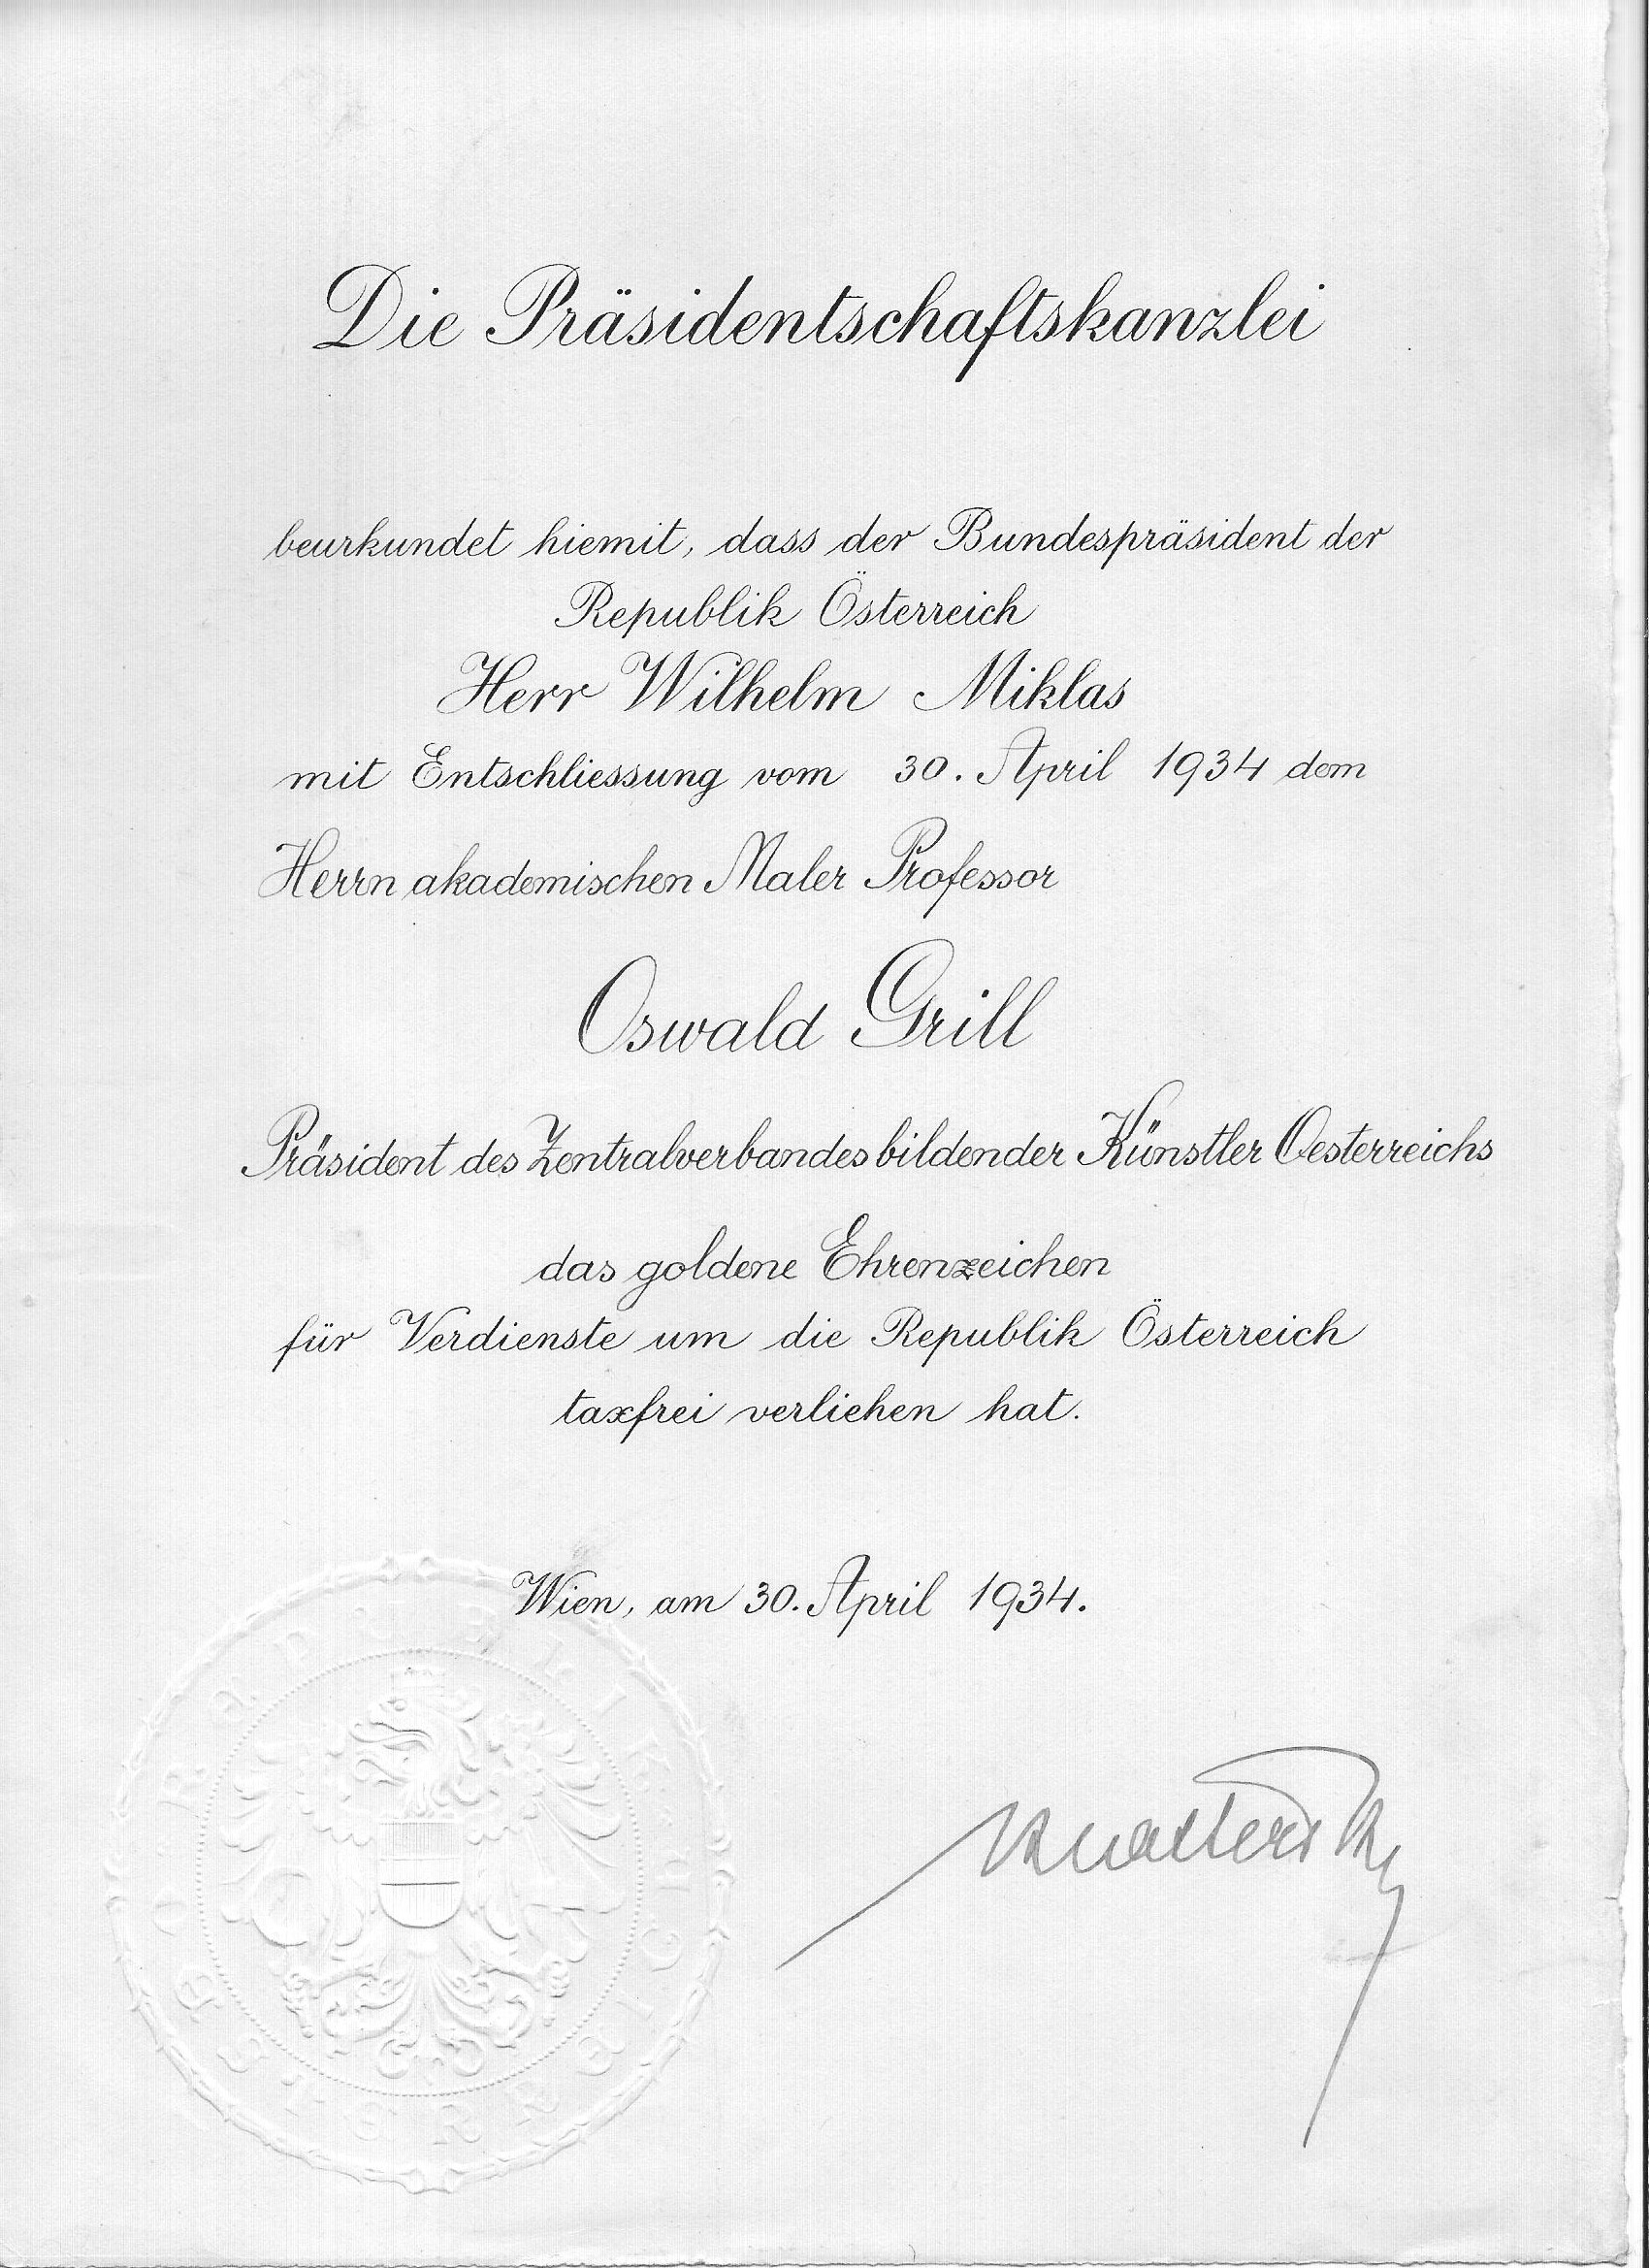 Die Präsidentschaftskanzlei
beurkundet hiemit, dass der Bundespräsident der
Republik Österreich
Herr Wilhelm Miklas
mit Entschliessung vom 30. April 1934 dem
Herrn akademischen Maler Professor
Oswald Grill
Präsident des Zentralverbandes bildender Künstler Oesterreichs
das goldene Ehrenzeichen
für Verdienste um die Republik Österreich
taxfrei verliehen hat.
Wien, am 30. April 1934.
REPUBLIK OESTERREICH